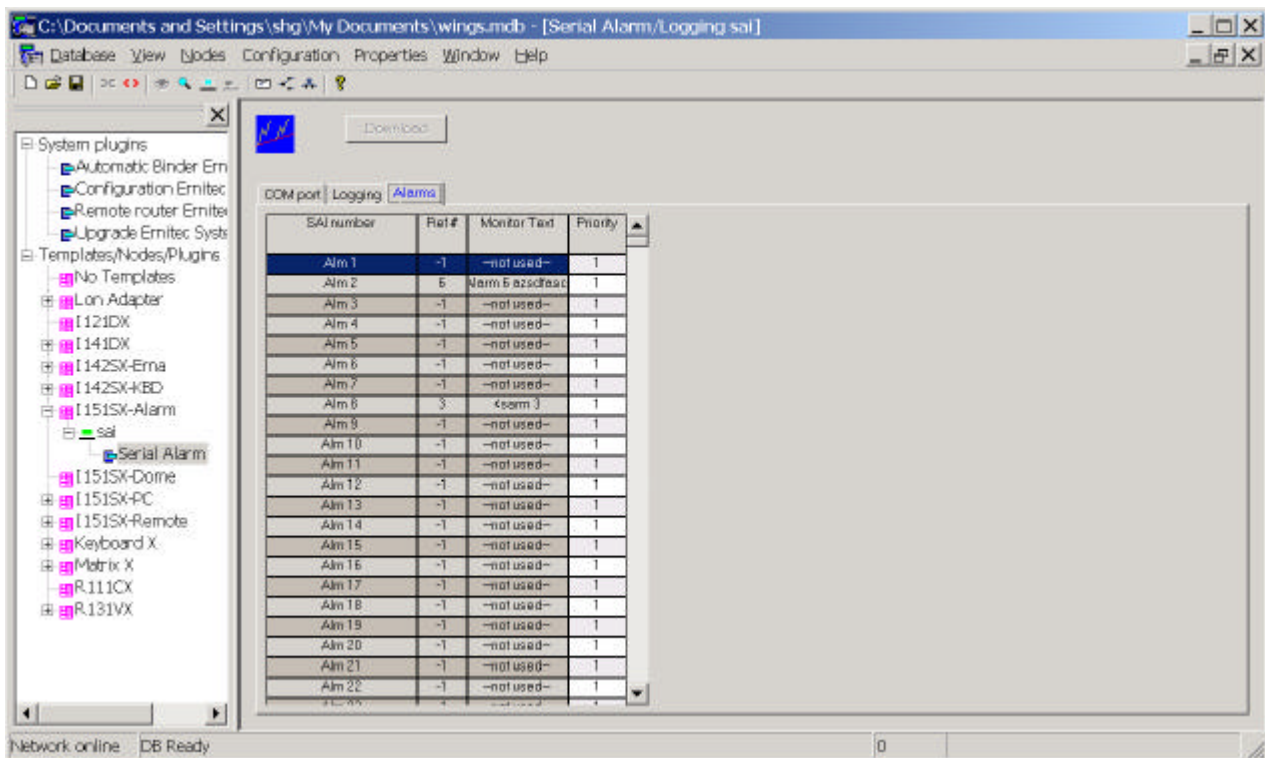 C:\Documents and Settings\shg\My Documents\wings.mdb - [Serial Alarm/Logging sai]
Database View Nodes Configuration Properties Window Help
System plugins
Automatic Binder Ern
Configuration Ernitec
Remote router Ernite
Upgrade Ernitec Syste
Templates/Nodes/Plugins
No Templates
Lon Adapter
I121DX
I141DX
I142SX-Erna
I142SX-KBD
I151SX-Alarm
sai
Serial Alarm
I151SX-Dome
I151SX-PC
I151SX-Remote
Keyboard X
Matrix X
R111CX
R131VX
Download
COM port Logging Alarms
SAI number Ref# Monitor Text Priority
Alm 1 -1 --not used-- 1
Alm 2 6 1
Alm 3 -1 --not used-- 1
Alm 4 -1 --not used-- 1
Alm 5 -1 --not used-- 1
Alm 6 -1 --not used-- 1
Alm 7 -1 --not used-- 1
Alm 8 3 1
Alm 9 -1 --not used-- 1
Alm 10 -1 --not used-- 1
Alm 11 -1 --not used-- 1
Alm 12 -1 --not used-- 1
Alm 13 -1 --not used-- 1
Alm 14 -1 --not used-- 1
Alm 15 -1 --not used-- 1
Alm 16 -1 --not used-- 1
Alm 17 -1 --not used-- 1
Alm 18 -1 --not used-- 1
Alm 19 -1 --not used-- 1
Alm 20 -1 --not used-- 1
Alm 21 -1 --not used-- 1
Alm 22 -1 --not used-- 1
Network online DB Ready 0